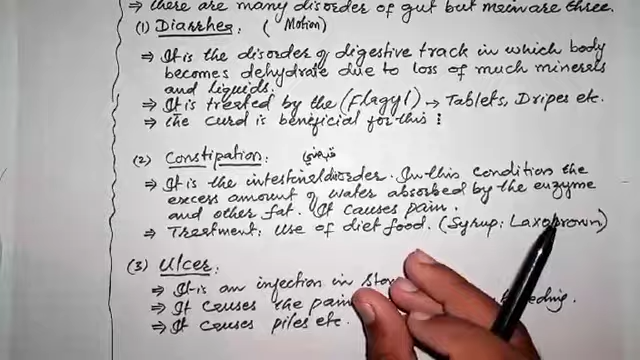 ⇒ there are many disorder of gut but mein are three.
(1) Diarrhea: (Motion)
⇒ It is the disorder of digestive track in which body
becomes dehydrate due to loss of much minerels
and liquids.
⇒ It is treated by the (Flagyl) → Tablets, Dripes etc.
⇒ The curd is beneficial for this :
(2) Constipation:
⇒ It is the intestinal disorder. In this condition the
excess amount of water absorbed by the enzyme
and other fat. It causes pain.
⇒ Treatment: Use of diet food. (Syrup: Laxobrown)
(3) Ulcer:
⇒ It is an injection in
⇒ It causes the pain
⇒ It causes piles etc.